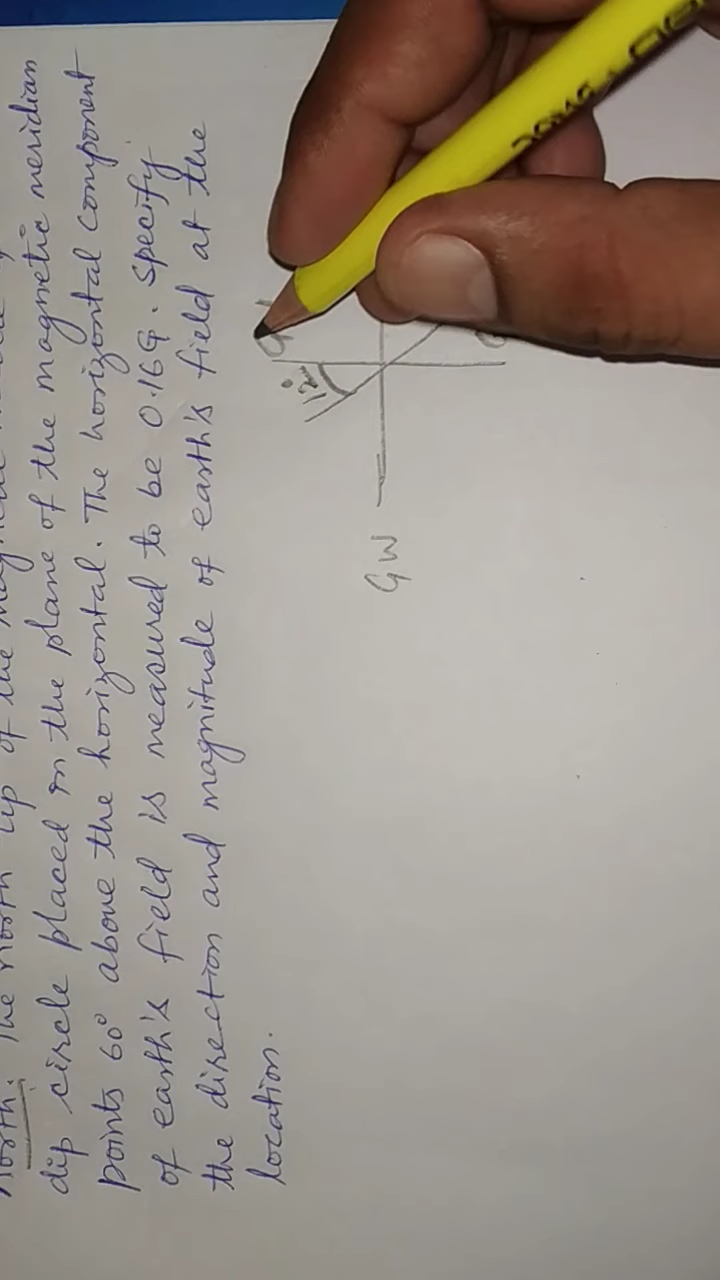 North. The north tip of the magnetic
dip circle placed in the plane of the magnetic meridian
points 60° above the horizontal. The horizontal component
of earth's field is measured to be 0.16G. specify
the direction and magnitude of earth's field at the
location.
12°
G W